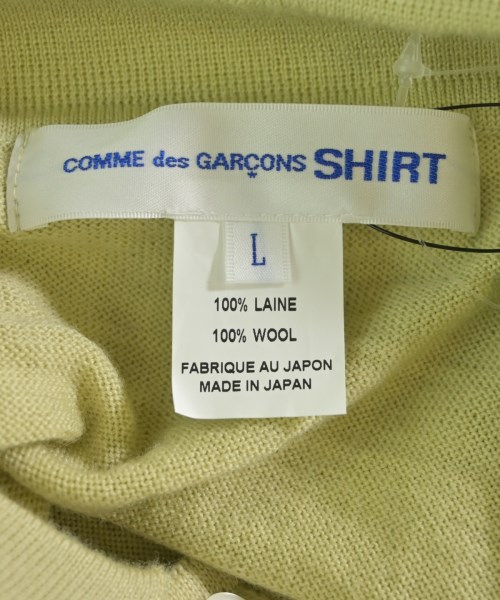 COMME des GARÇONS SHIRT
L
100% LAINE
100% WOOL
FABRIQUE AU JAPON
MADE IN JAPAN